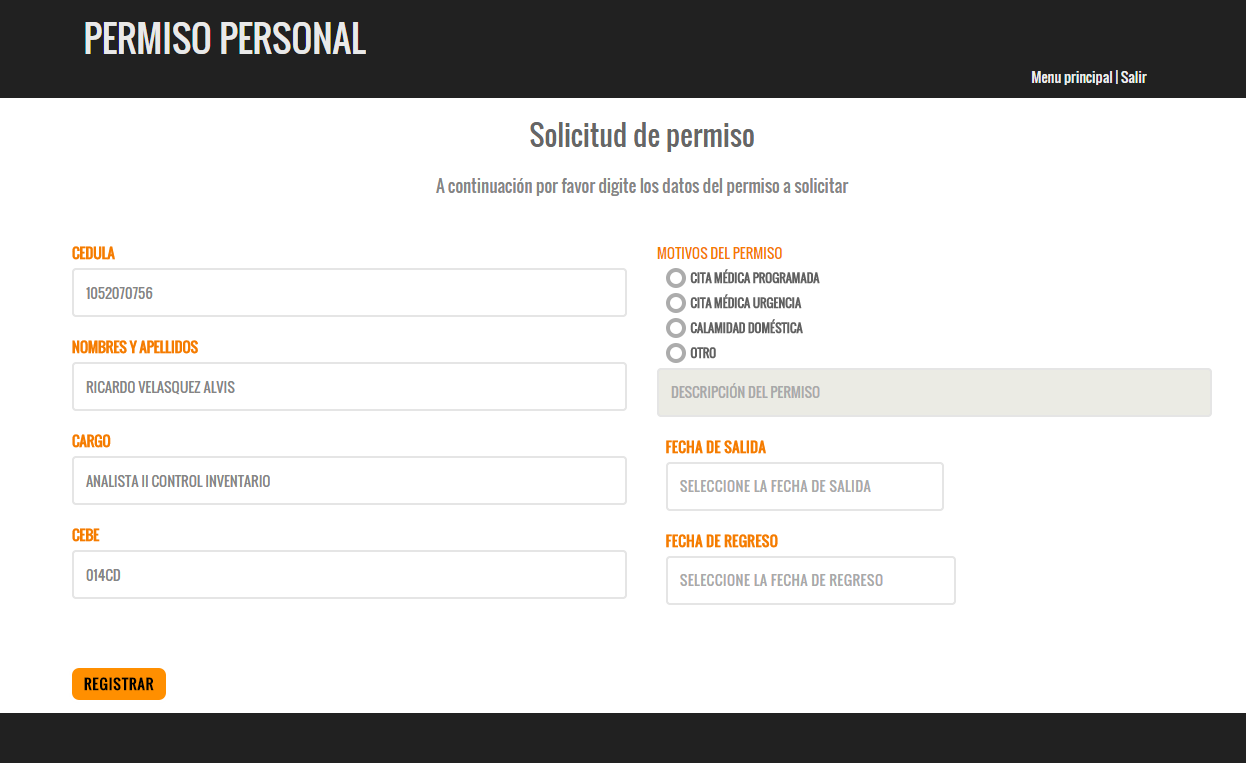 PERMISO PERSONAL
Menu principal | Salir
Solicitud de permiso
A continuación por favor digite los datos del permiso a solicitar
CEDULA
1052070756
NOMBRES Y APELLIDOS
RICARDO VELASQUEZ ALVIS
CARGO
ANALISTA II CONTROL INVENTARIO
CEBE
014CD
MOTIVOS DEL PERMISO
CITA MÉDICA PROGRAMADA
CITA MÉDICA URGENCIA
CALAMIDAD DOMÉSTICA
OTRO
DESCRIPCIÓN DEL PERMISO
FECHA DE SALIDA
SELECCIONE LA FECHA DE SALIDA
FECHA DE REGRESO
SELECCIONE LA FECHA DE REGRESO
REGISTRAR